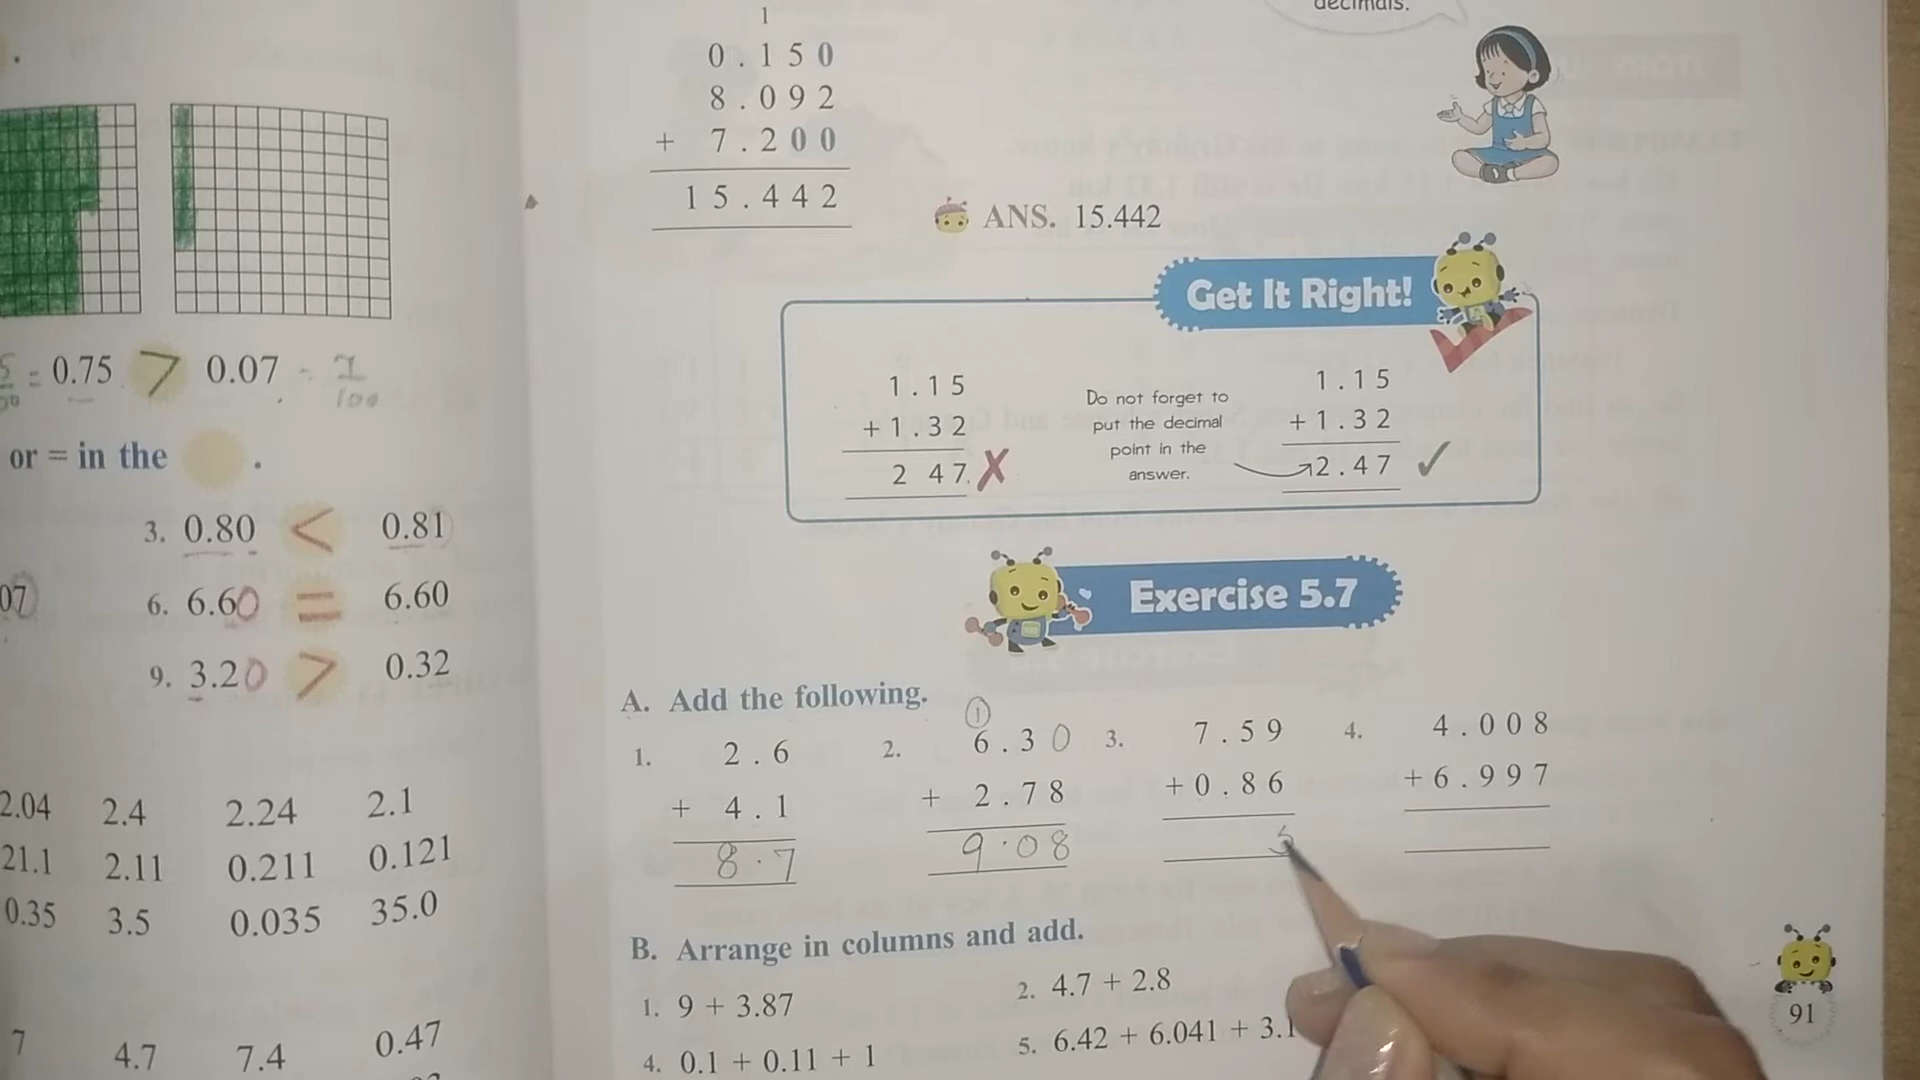 decimals.
1
0.150
8.092
+ 7.200
15.442
ANS. 15.442
Get It Right!
1.15
+1.32
2 47
Do not forget to
put the decimal
point in the
answer.
1.15
+1.32
2.47
= 0.75 > 0.07
100
or = in the .
3. 0.80 < 0.81
07
6. 6.60 = 6.60
9. 3.20 > 0.32
2.04 2.4 2.24 2.1
21.1 2.11 0.211 0.121
0.35 3.5 0.035 35.0
7 4.7 7.4 0.47
Exercise 5.7
A. Add the following.
1. 2.6
+ 4.1
8.7
2. 1
6.30
+ 2.78
9.08
3. 7.59
+0.86
5
4. 4.008
+6.997
B. Arrange in columns and add.
1. 9 + 3.87
2. 4.7 + 2.8
4. 0.1 + 0.11 + 1
5. 6.42 + 6.041 + 3.1
91